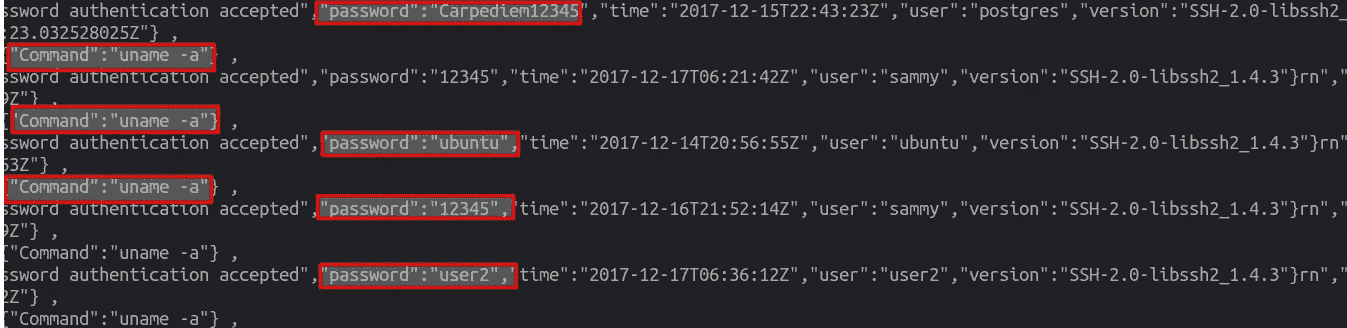 ssword authentication accepted","password":"Carpediem12345","time":"2017-12-15T22:43:23Z","user":"postgres","version":"SSH-2.0-libssh2_
:23.032528025Z"} ,
{"Command":"uname -a"} ,
ssword authentication accepted","password":"12345","time":"2017-12-17T06:21:42Z","user":"sammy","version":"SSH-2.0-libssh2_1.4.3"}rn","
9Z"} ,
{"Command":"uname -a"} ,
ssword authentication accepted","password":"ubuntu","time":"2017-12-14T20:56:55Z","user":"ubuntu","version":"SSH-2.0-libssh2_1.4.3"}rn"
53Z"} ,
{"Command":"uname -a"} ,
ssword authentication accepted","password":"12345","time":"2017-12-16T21:52:14Z","user":"sammy","version":"SSH-2.0-libssh2_1.4.3"}rn","
9Z"} ,
{"Command":"uname -a"} ,
ssword authentication accepted","password":"user2","time":"2017-12-17T06:36:12Z","user":"user2","version":"SSH-2.0-libssh2_1.4.3"}rn","
2Z"} ,
{"Command":"uname -a"} ,